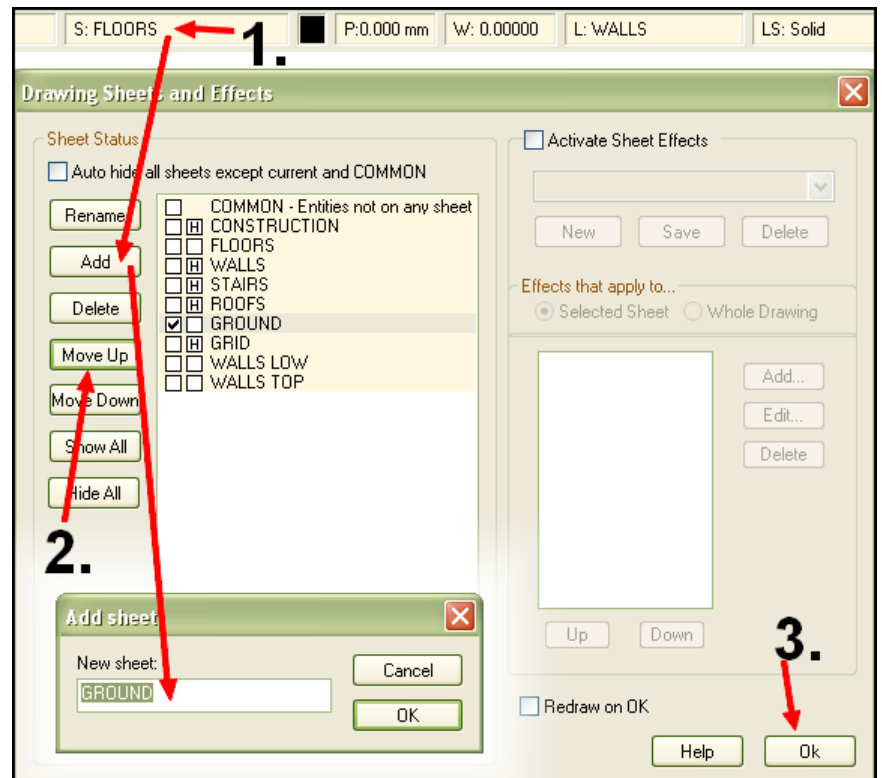 S: FLOORS P:0.000 mm W: 0.00000 L: WALLS LS: Solid
1.
Drawing Sheets and Effects
Sheet Status
Auto hide all sheets except current and COMMON
Rename
Add
Delete
Move Up
Move Down
Show All
Hide All
COMMON - Entities not on any sheet
H CONSTRUCTION
FLOORS
H WALLS
H STAIRS
H ROOFS
GROUND
H GRID
WALLS LOW
WALLS TOP
2.
Add sheet
New sheet:
GROUND
Cancel
OK
Activate Sheet Effects
New Save Delete
Effects that apply to...
Selected Sheet Whole Drawing
Add...
Edit...
Delete
Up Down
3.
Redraw on OK
Help Ok